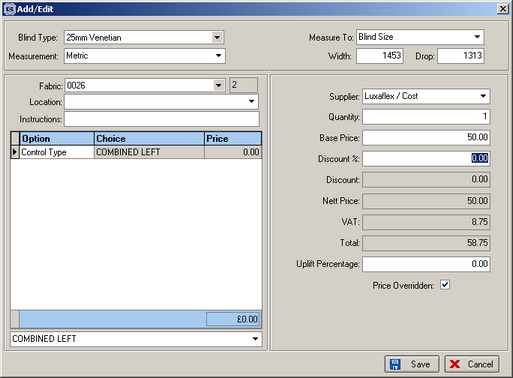 Add/Edit
Blind Type: 25mm Venetian Measure To: Blind Size
Measurement: Metric Width: 1453 Drop: 1313
Fabric: 0026 2
Location:
Instructions:
Option Choice Price
Control Type COMBINED LEFT 0.00
£0.00
COMBINED LEFT
Supplier: Luxaflex / Cost
Quantity: 1
Base Price: 50.00
Discount %: 0.00
Discount: 0.00
Nett Price: 50.00
VAT: 8.75
Total: 58.75
Uplift Percentage: 0.00
Price Overridden:
Save Cancel